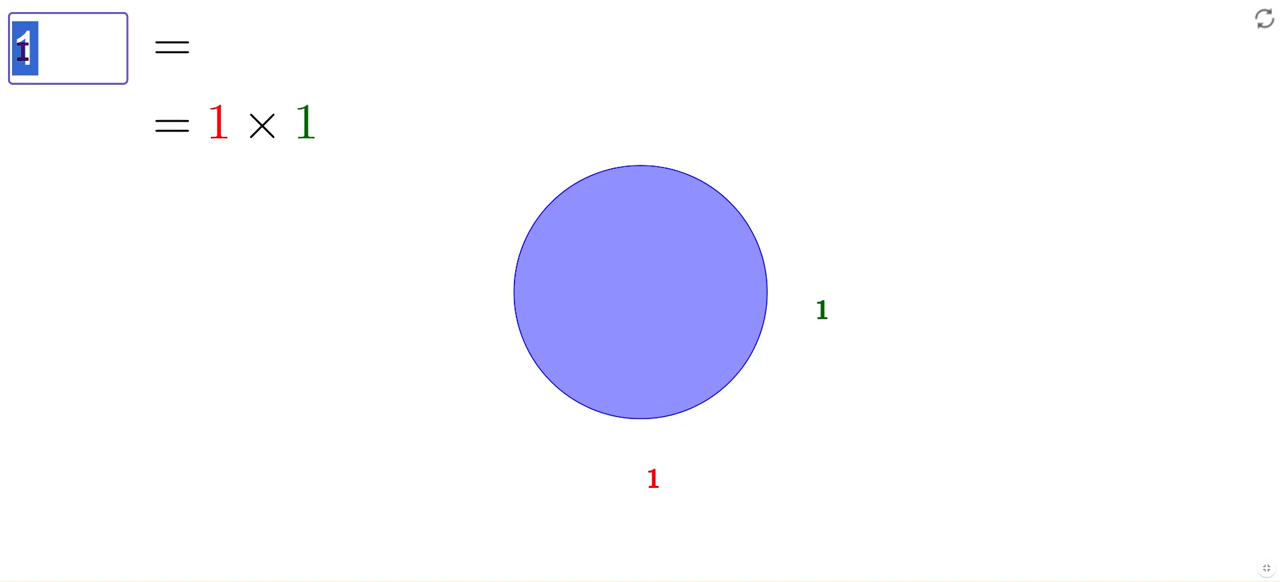 1 =
= 1 × 1
1
1